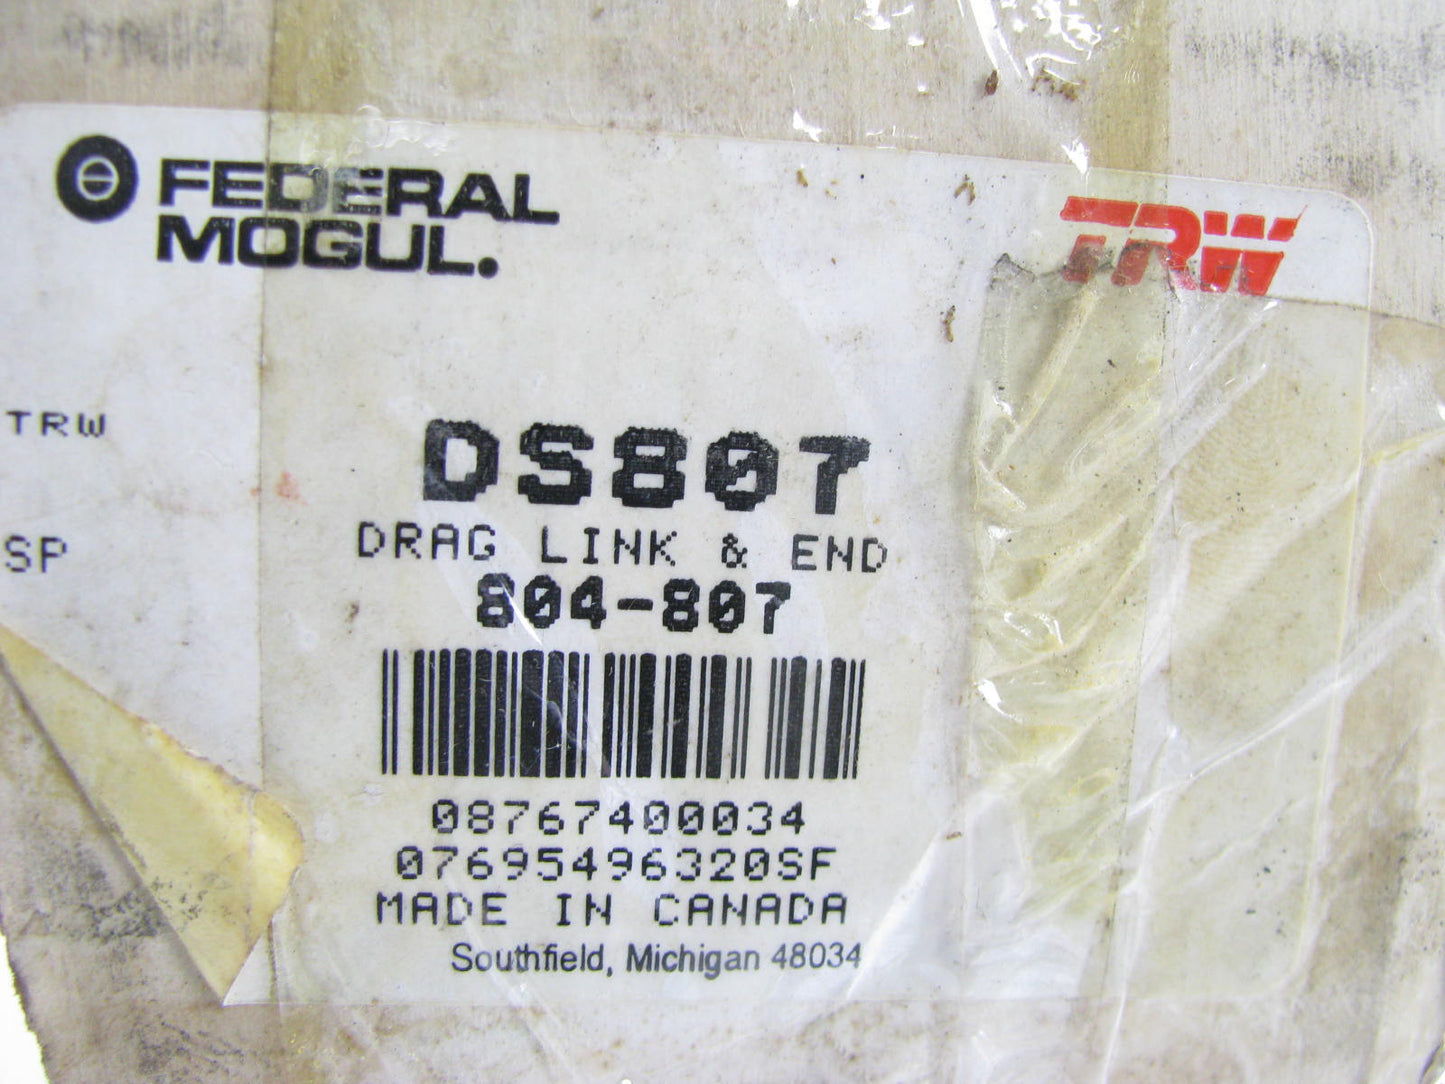 FEDERAL
MOGUL.
TRW
TRW
DS807
DRAG LINK & END
SP
804-807
08767400034
07695496320SF
MADE IN CANADA
Southfield, Michigan 48034